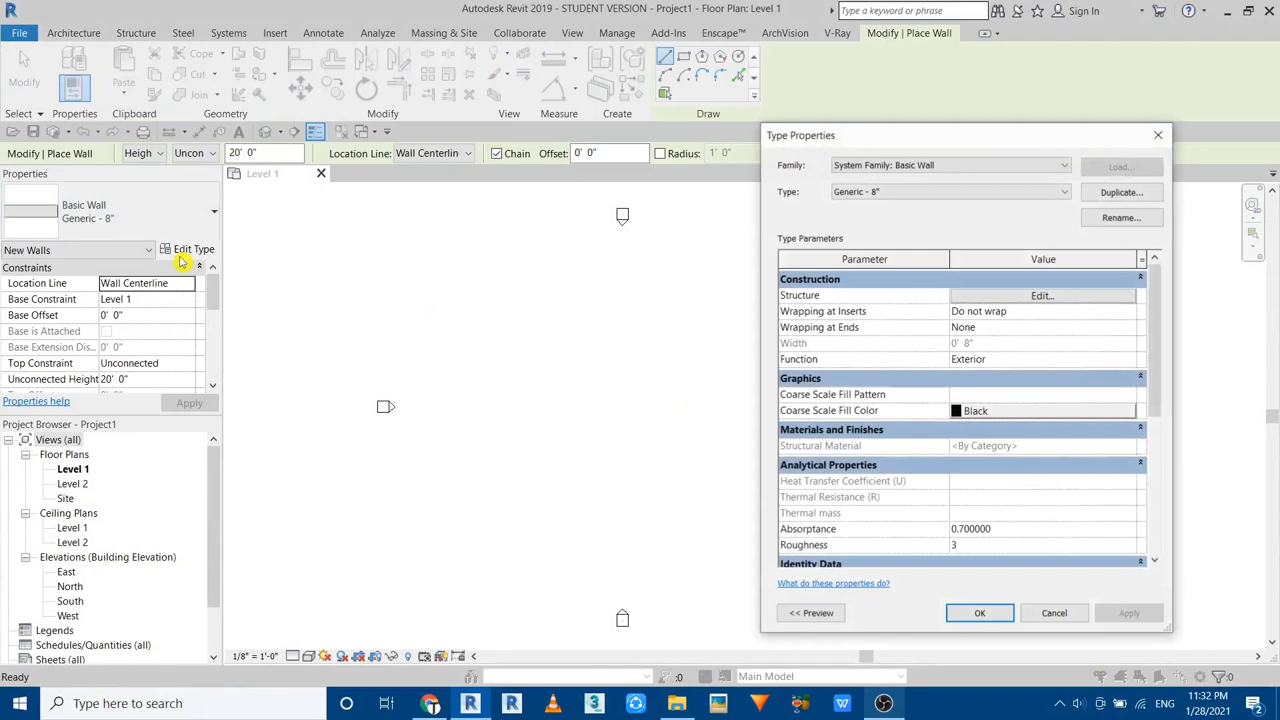 Autodesk Revit 2019 - STUDENT VERSION - Project1 - Floor Plan: Level 1
Type a keyword or phrase
Sign In
File Architecture Structure Steel Systems Insert Annotate Analyze Massing & Site Collaborate View Manage Add-Ins Enscape™ ArchVision V-Ray Modify | Place Wall
Modify Paste Cope Cut Join
Select Properties Clipboard Geometry Modify View Measure Create Draw
Modify | Place Wall Heigh Uncon 20' 0" Location Line: Wall Centerlin Chain Offset: 0' 0" Radius: 1' 0"
Properties
Level 1
Basic Wall
Generic - 8"
New Walls Edit Type
Constraints
Location Line Wall Centerline
Base Constraint Level 1
Base Offset 0' 0"
Base is Attached
Base Extension Dis... 0' 0"
Top Constraint Unconnected
Unconnected Height 20' 0"
Properties help Apply
Project Browser - Project1
Views (all)
Floor Plans
Level 1
Level 2
Site
Ceiling Plans
Level 1
Level 2
Elevations (Building Elevation)
East
North
South
West
Legends
Schedules/Quantities (all)
Sheets (all)
Type Properties
Family: System Family: Basic Wall Load...
Type: Generic - 8" Duplicate...
Rename...
Type Parameters
Parameter Value =
Construction
Structure Edit...
Wrapping at Inserts Do not wrap
Wrapping at Ends None
Width 0' 8"
Function Exterior
Graphics
Coarse Scale Fill Pattern
Coarse Scale Fill Color Black
Materials and Finishes
Structural Material <By Category>
Analytical Properties
Heat Transfer Coefficient (U)
Thermal Resistance (R)
Thermal mass
Absorptance 0.700000
Roughness 3
Identity Data
What do these properties do?
<< Preview OK Cancel Apply
1/8" = 1'-0"
Ready :0 Main Model :0
Type here to search
ENG
11:32 PM
1/28/2021
2